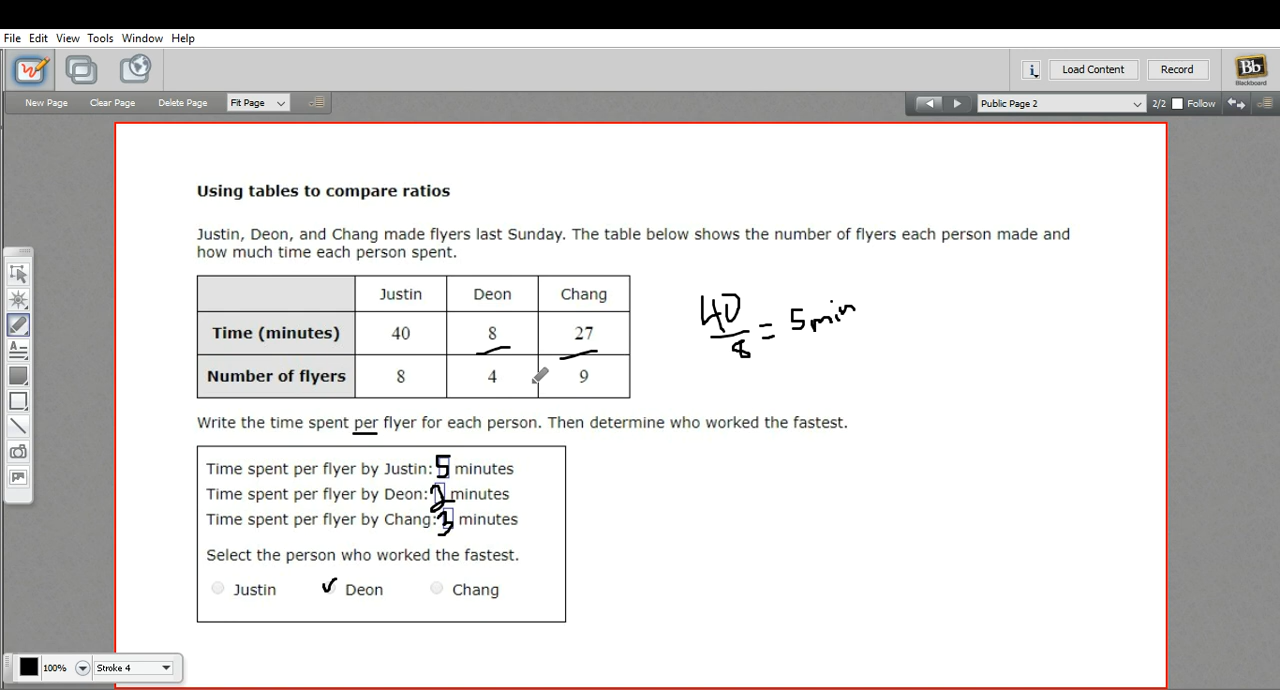 File Edit View Tools Window Help
i Load Content Record Bb
Blackboard
New Page Clear Page Delete Page Fit Page Public Page 2 2/2 Follow
Using tables to compare ratios
Justin, Deon, and Chang made flyers last Sunday. The table below shows the number of flyers each person made and
how much time each person spent.
Justin Deon Chang
Time (minutes) 40 8 27
Number of flyers 8 4 9
40
8
= 5 min
Write the time spent per flyer for each person. Then determine who worked the fastest.
Time spent per flyer by Justin: 5 minutes
Time spent per flyer by Deon: 2 minutes
Time spent per flyer by Chang: 3 minutes
Select the person who worked the fastest.
Justin ✓ Deon Chang
100% Stroke 4